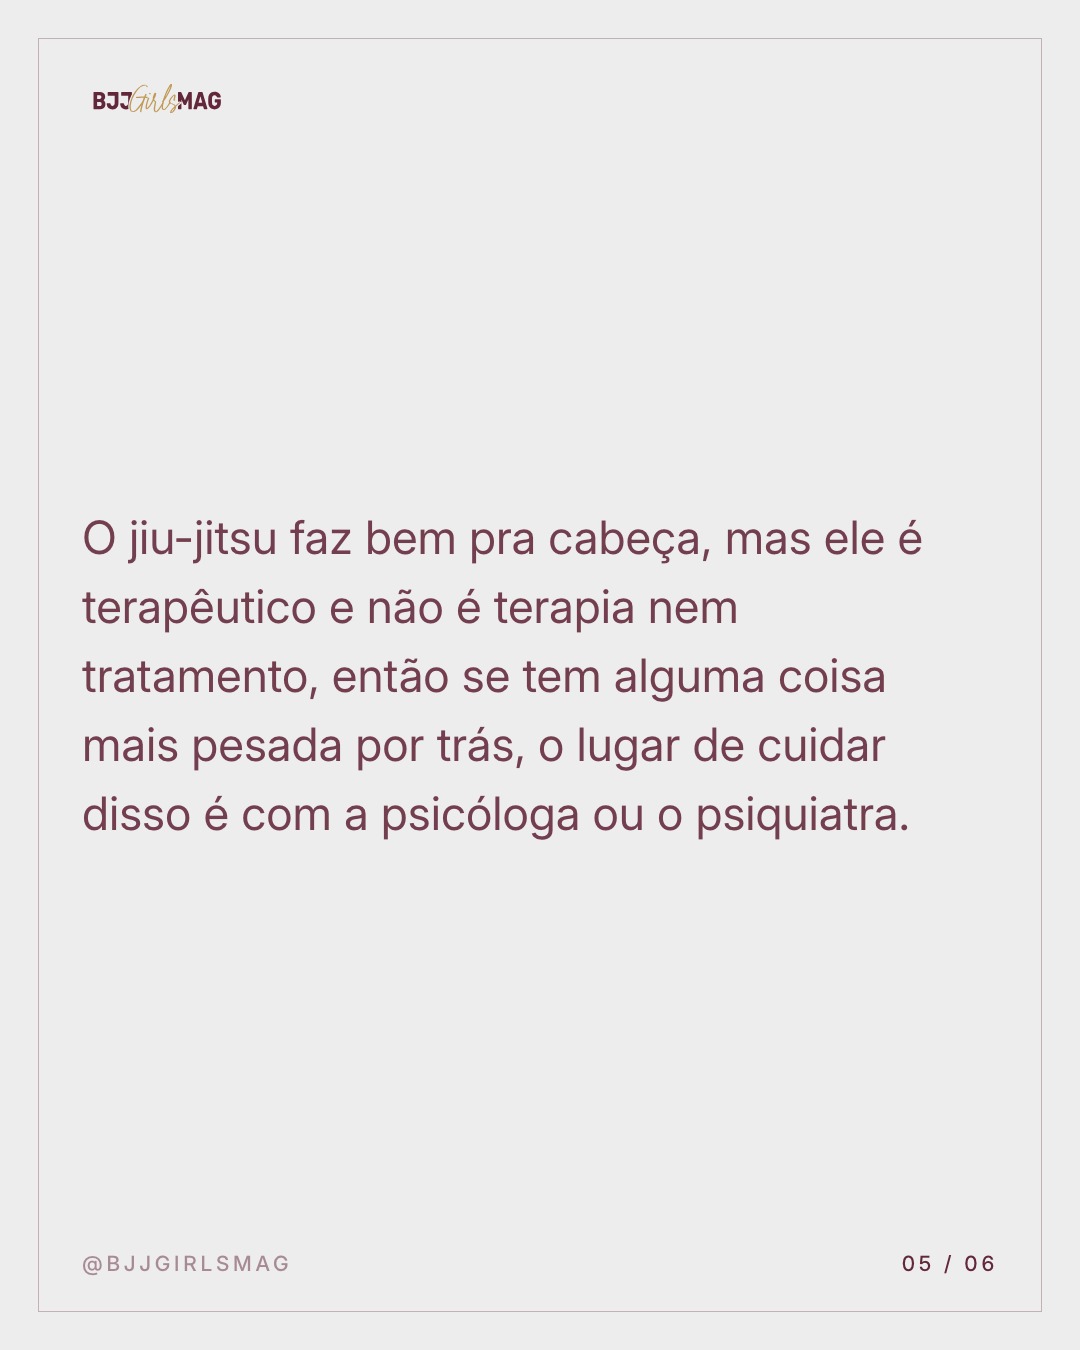 BJJGirlsMAG
O jiu-jitsu faz bem pra cabeça, mas ele é
terapêutico e não é terapia nem
tratamento, então se tem alguma coisa
mais pesada por trás, o lugar de cuidar
disso é com a psicóloga ou o psiquiatra.
@BJJGIRLSMAG
05 / 06